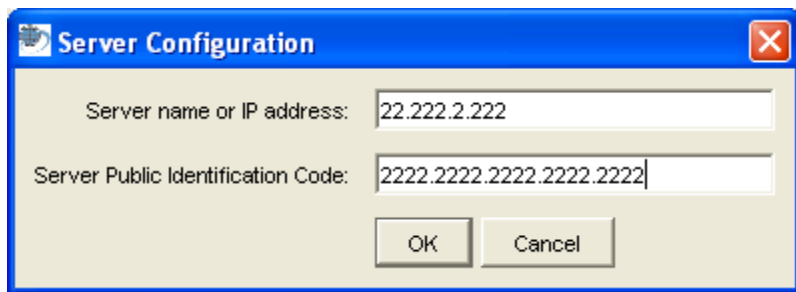 Server Configuration
Server name or IP address: 22.222.2.222
Server Public Identification Code: 2222.2222.2222.2222.2222
OK Cancel